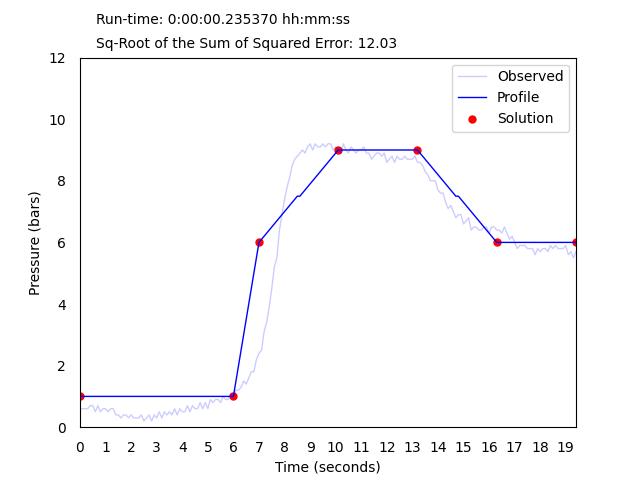 Run-time: 0:00:00.235370 hh:mm:ss
Sq-Root of the Sum of Squared Error: 12.03
12
10
8
6
4
2
0
Pressure (bars)
Observed
Profile
Solution
0 1 2 3 4 5 6 7 8 9 10 11 12 13 14 15 16 17 18 19
Time (seconds)